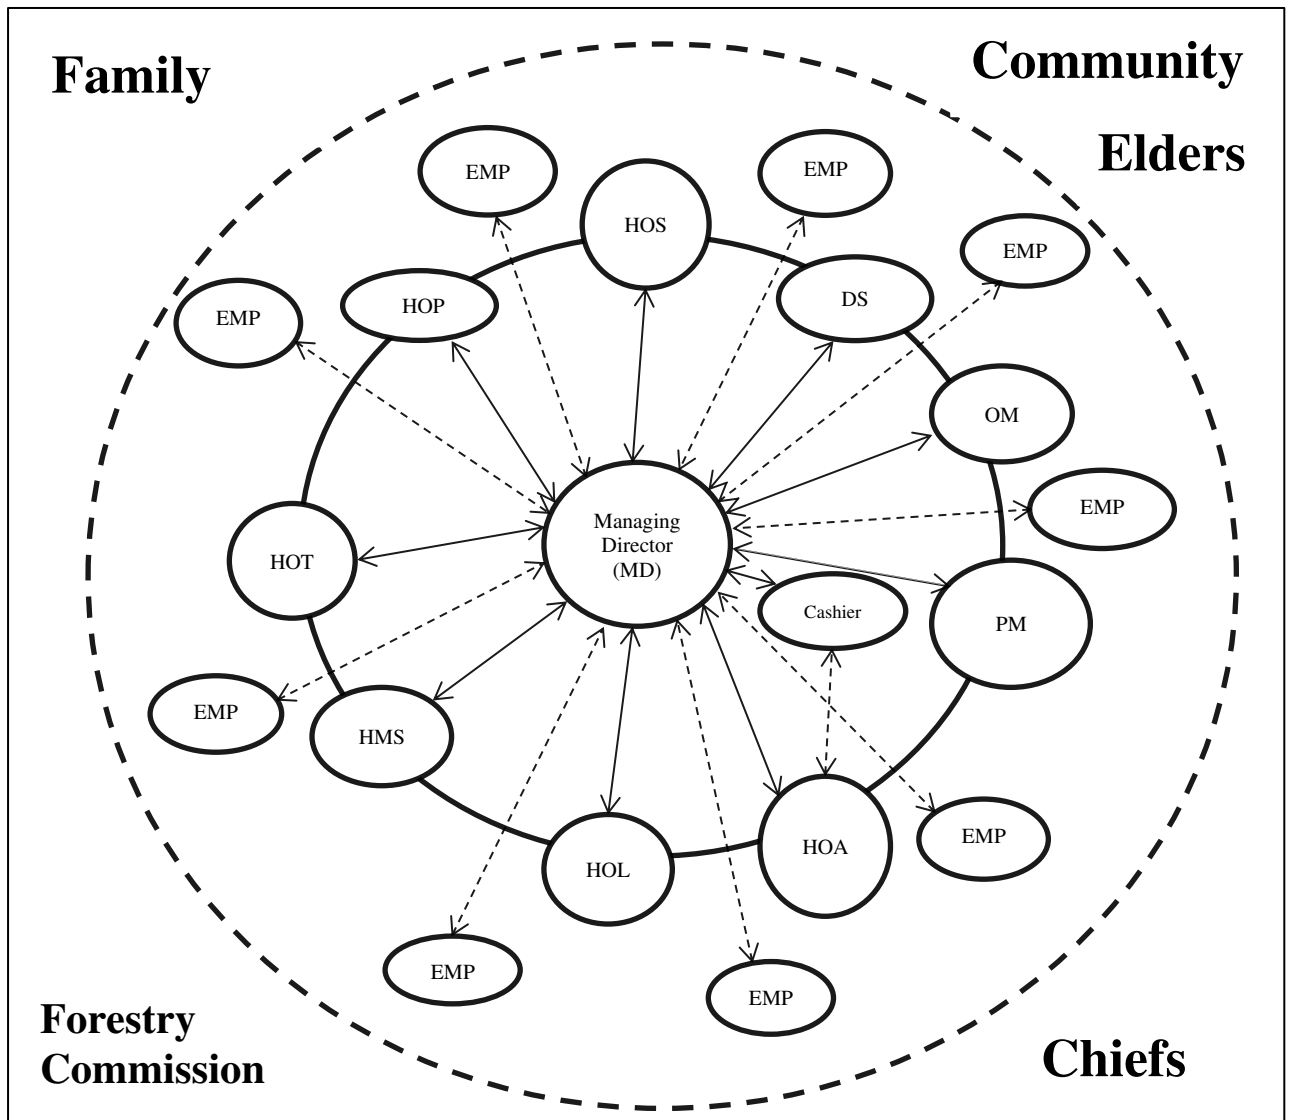 Family
Community
Elders
EMP
EMP
HOS
EMP
EMP
HOP
DS
OM
EMP
Managing
Director
(MD)
HOT
Cashier
PM
EMP
HMS
HOL
HOA
EMP
EMP
EMP
Forestry
Commission
Chiefs